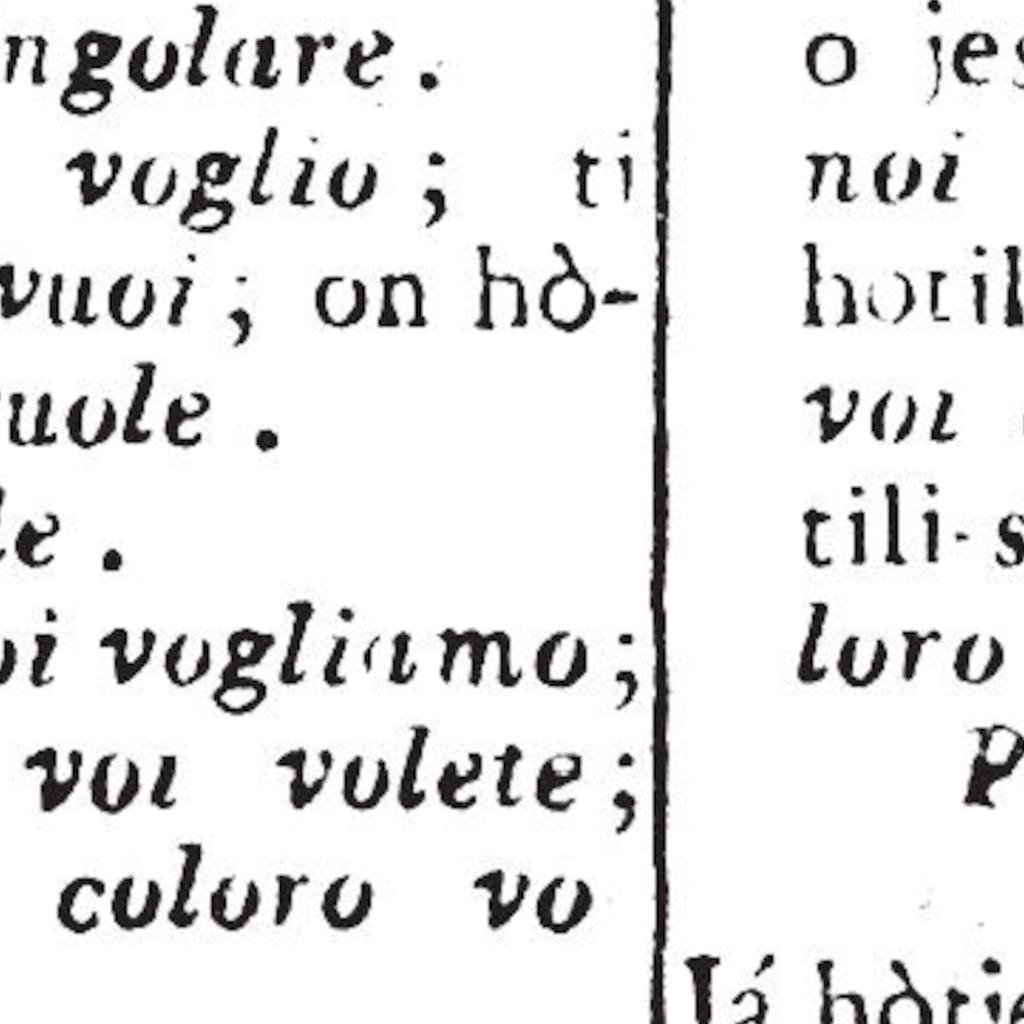 ngolare.
voglio; ti
vuoi; on hò-
uole.
le.
oi vogliamo;
voi volete;
coloro vo
o jes
noi
hotil
voi
tili-s
loro
P
Já hòtie